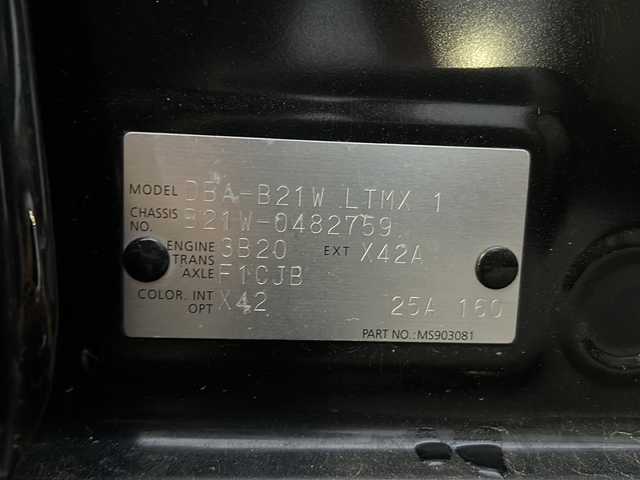 MODEL DBA-B21W LTMX 1
CHASSIS NO. B21W-0482759
ENGINE 3B20 EXT X42A
TRANS AXLE F1CJB
COLOR. INT OPT X42 25A 160
PART NO.: MS903081